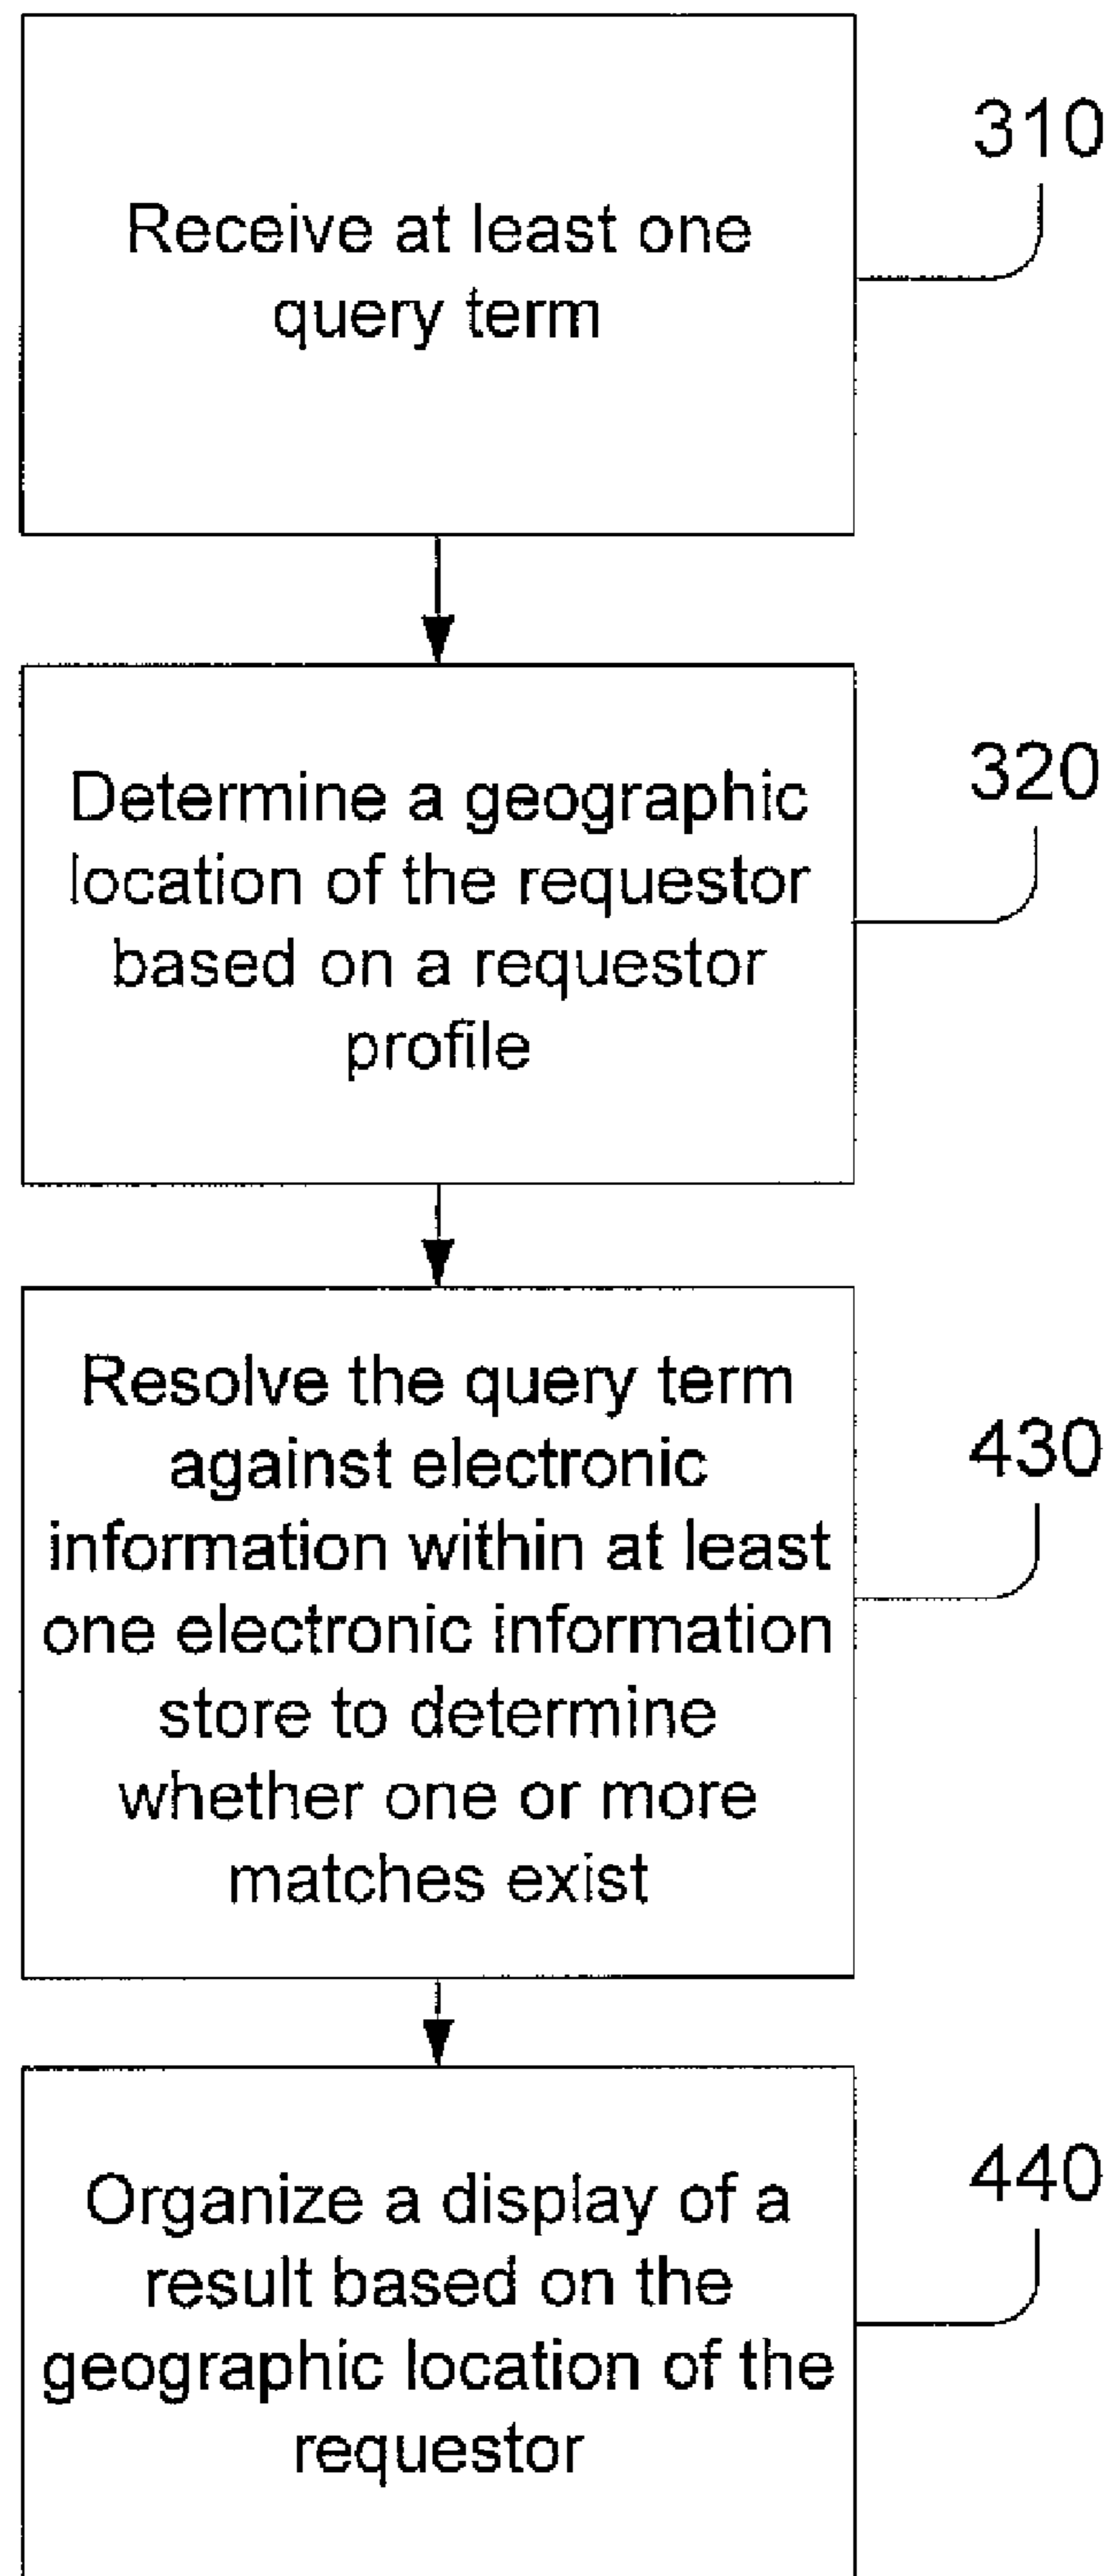 Receive at least one
query term
310
Determine a geographic
location of the requestor
based on a requestor
profile
320
Resolve the query term
against electronic
information within at least
one electronic information
store to determine
whether one or more
matches exist
430
Organize a display of a
result based on the
geographic location of the
requestor
440